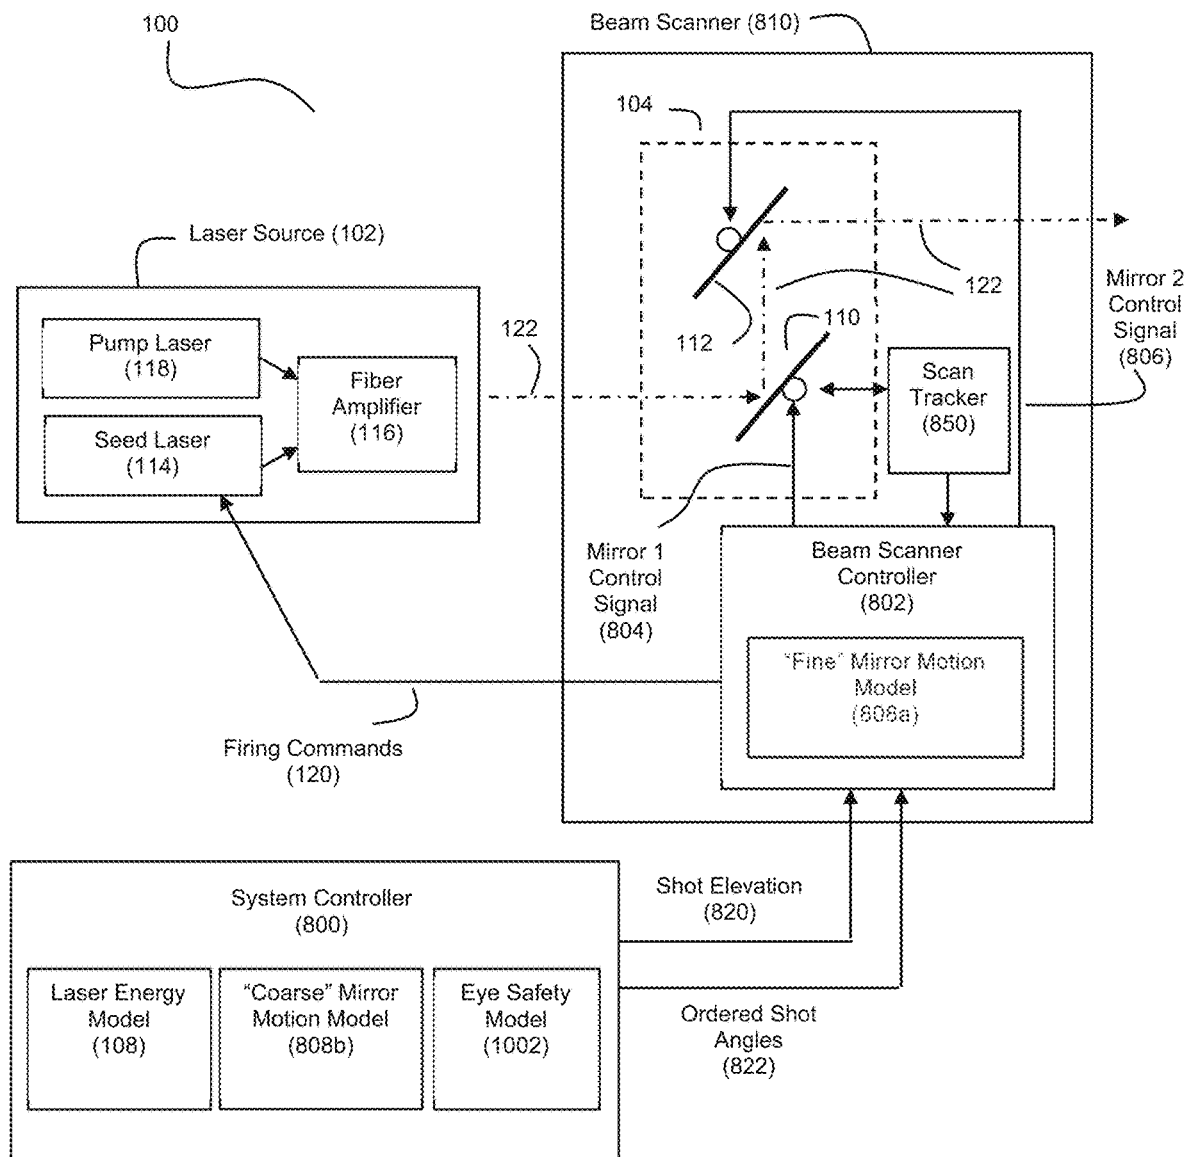 100
Beam Scanner (810)
104
Laser Source (102)
Pump Laser
(118)
Seed Laser
(114)
Fiber
Amplifier
(116)
122
112
110
122
Mirror 2
Control
Signal
(806)
Scan
Tracker
(850)
Mirror 1
Control
Signal
(804)
Beam Scanner
Controller
(802)
"Fine" Mirror Motion
Model
(808a)
Firing Commands
(120)
System Controller
(800)
Laser Energy
Model
(108)
"Coarse" Mirror
Motion Model
(808b)
Eye Safety
Model
(1002)
Shot Elevation
(820)
Ordered Shot
Angles
(822)